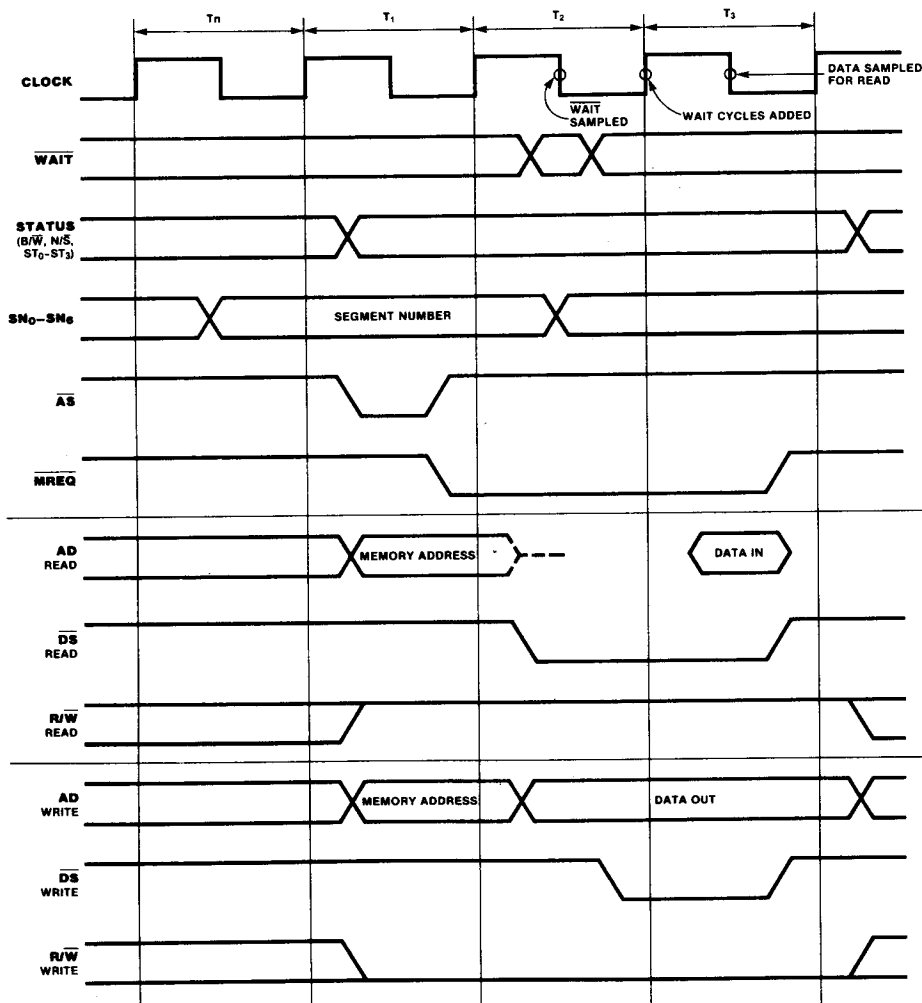 Tn T₁ T₂ T₃
CLOCK
WAIT SAMPLED
WAIT CYCLES ADDED
DATA SAMPLED
FOR READ
WAIT
STATUS
(B/W, N/S,
ST₀–ST₃)
SN₀–SN₆ SEGMENT NUMBER
AS
MREQ
AD MEMORY ADDRESS DATA IN
READ
DS
READ
R/W
READ
AD MEMORY ADDRESS DATA OUT
WRITE
DS
WRITE
R/W
WRITE